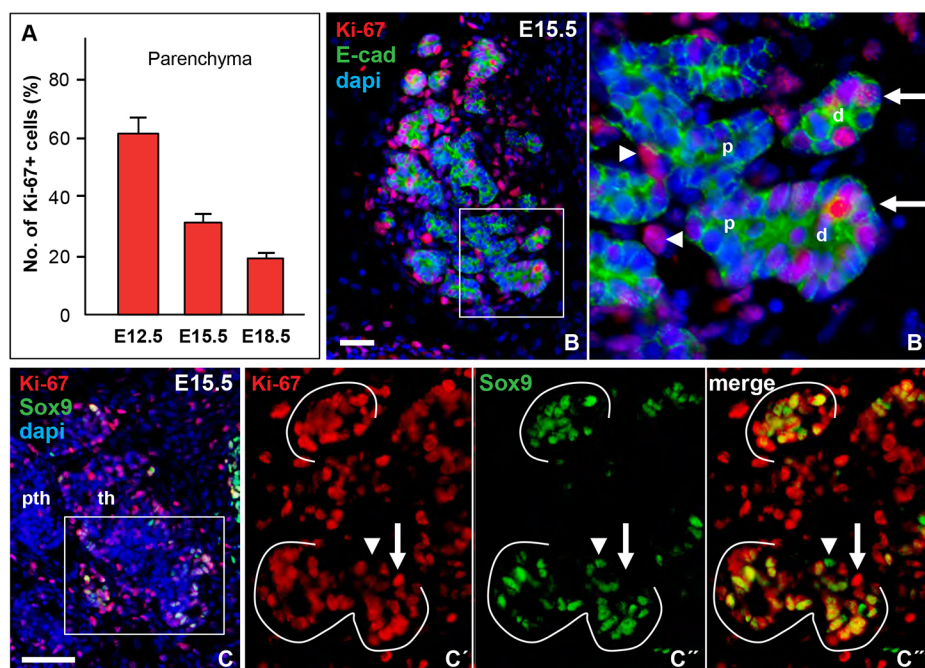 A
Parenchyma
No. of Ki-67+ cells (%)
80
60
40
20
0
E12.5
E15.5
E18.5
Ki-67
E-cad
dapi
E15.5
B
d
p
p
d
B
Ki-67
Sox9
dapi
E15.5
pth
th
C
Ki-67
C´
Sox9
C˝
merge
C˝